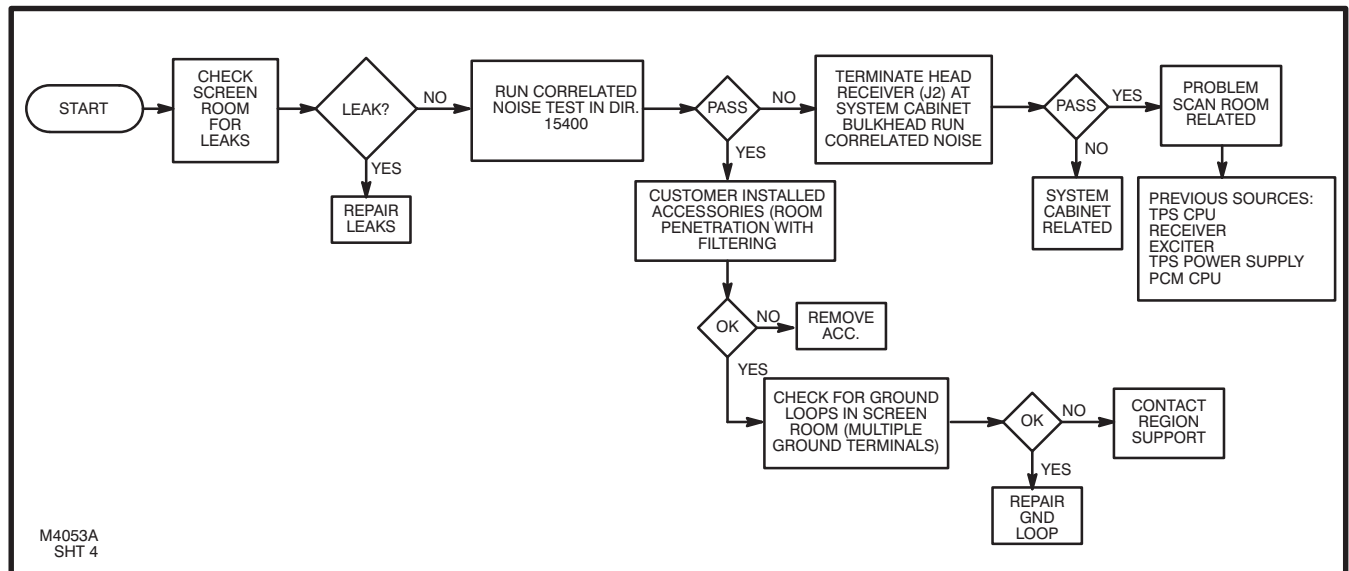 START
CHECK
SCREEN
ROOM
FOR
LEAKS
LEAK?
NO
YES
REPAIR
LEAKS
RUN CORRELATED
NOISE TEST IN DIR.
15400
PASS
NO
YES
TERMINATE HEAD
RECEIVER (J2) AT
SYSTEM CABINET
BULKHEAD RUN
CORRELATED NOISE
PASS
YES
NO
PROBLEM
SCAN ROOM
RELATED
SYSTEM
CABINET
RELATED
PREVIOUS SOURCES:
TPS CPU
RECEIVER
EXCITER
TPS POWER SUPPLY
PCM CPU
CUSTOMER INSTALLED
ACCESSORIES (ROOM
PENETRATION WITH
FILTERING
OK
NO
REMOVE
ACC.
YES
CHECK FOR GROUND
LOOPS IN SCREEN
ROOM (MULTIPLE
GROUND TERMINALS)
OK
NO
CONTACT
REGION
SUPPORT
YES
REPAIR
GND
LOOP
M4053A
SHT 4